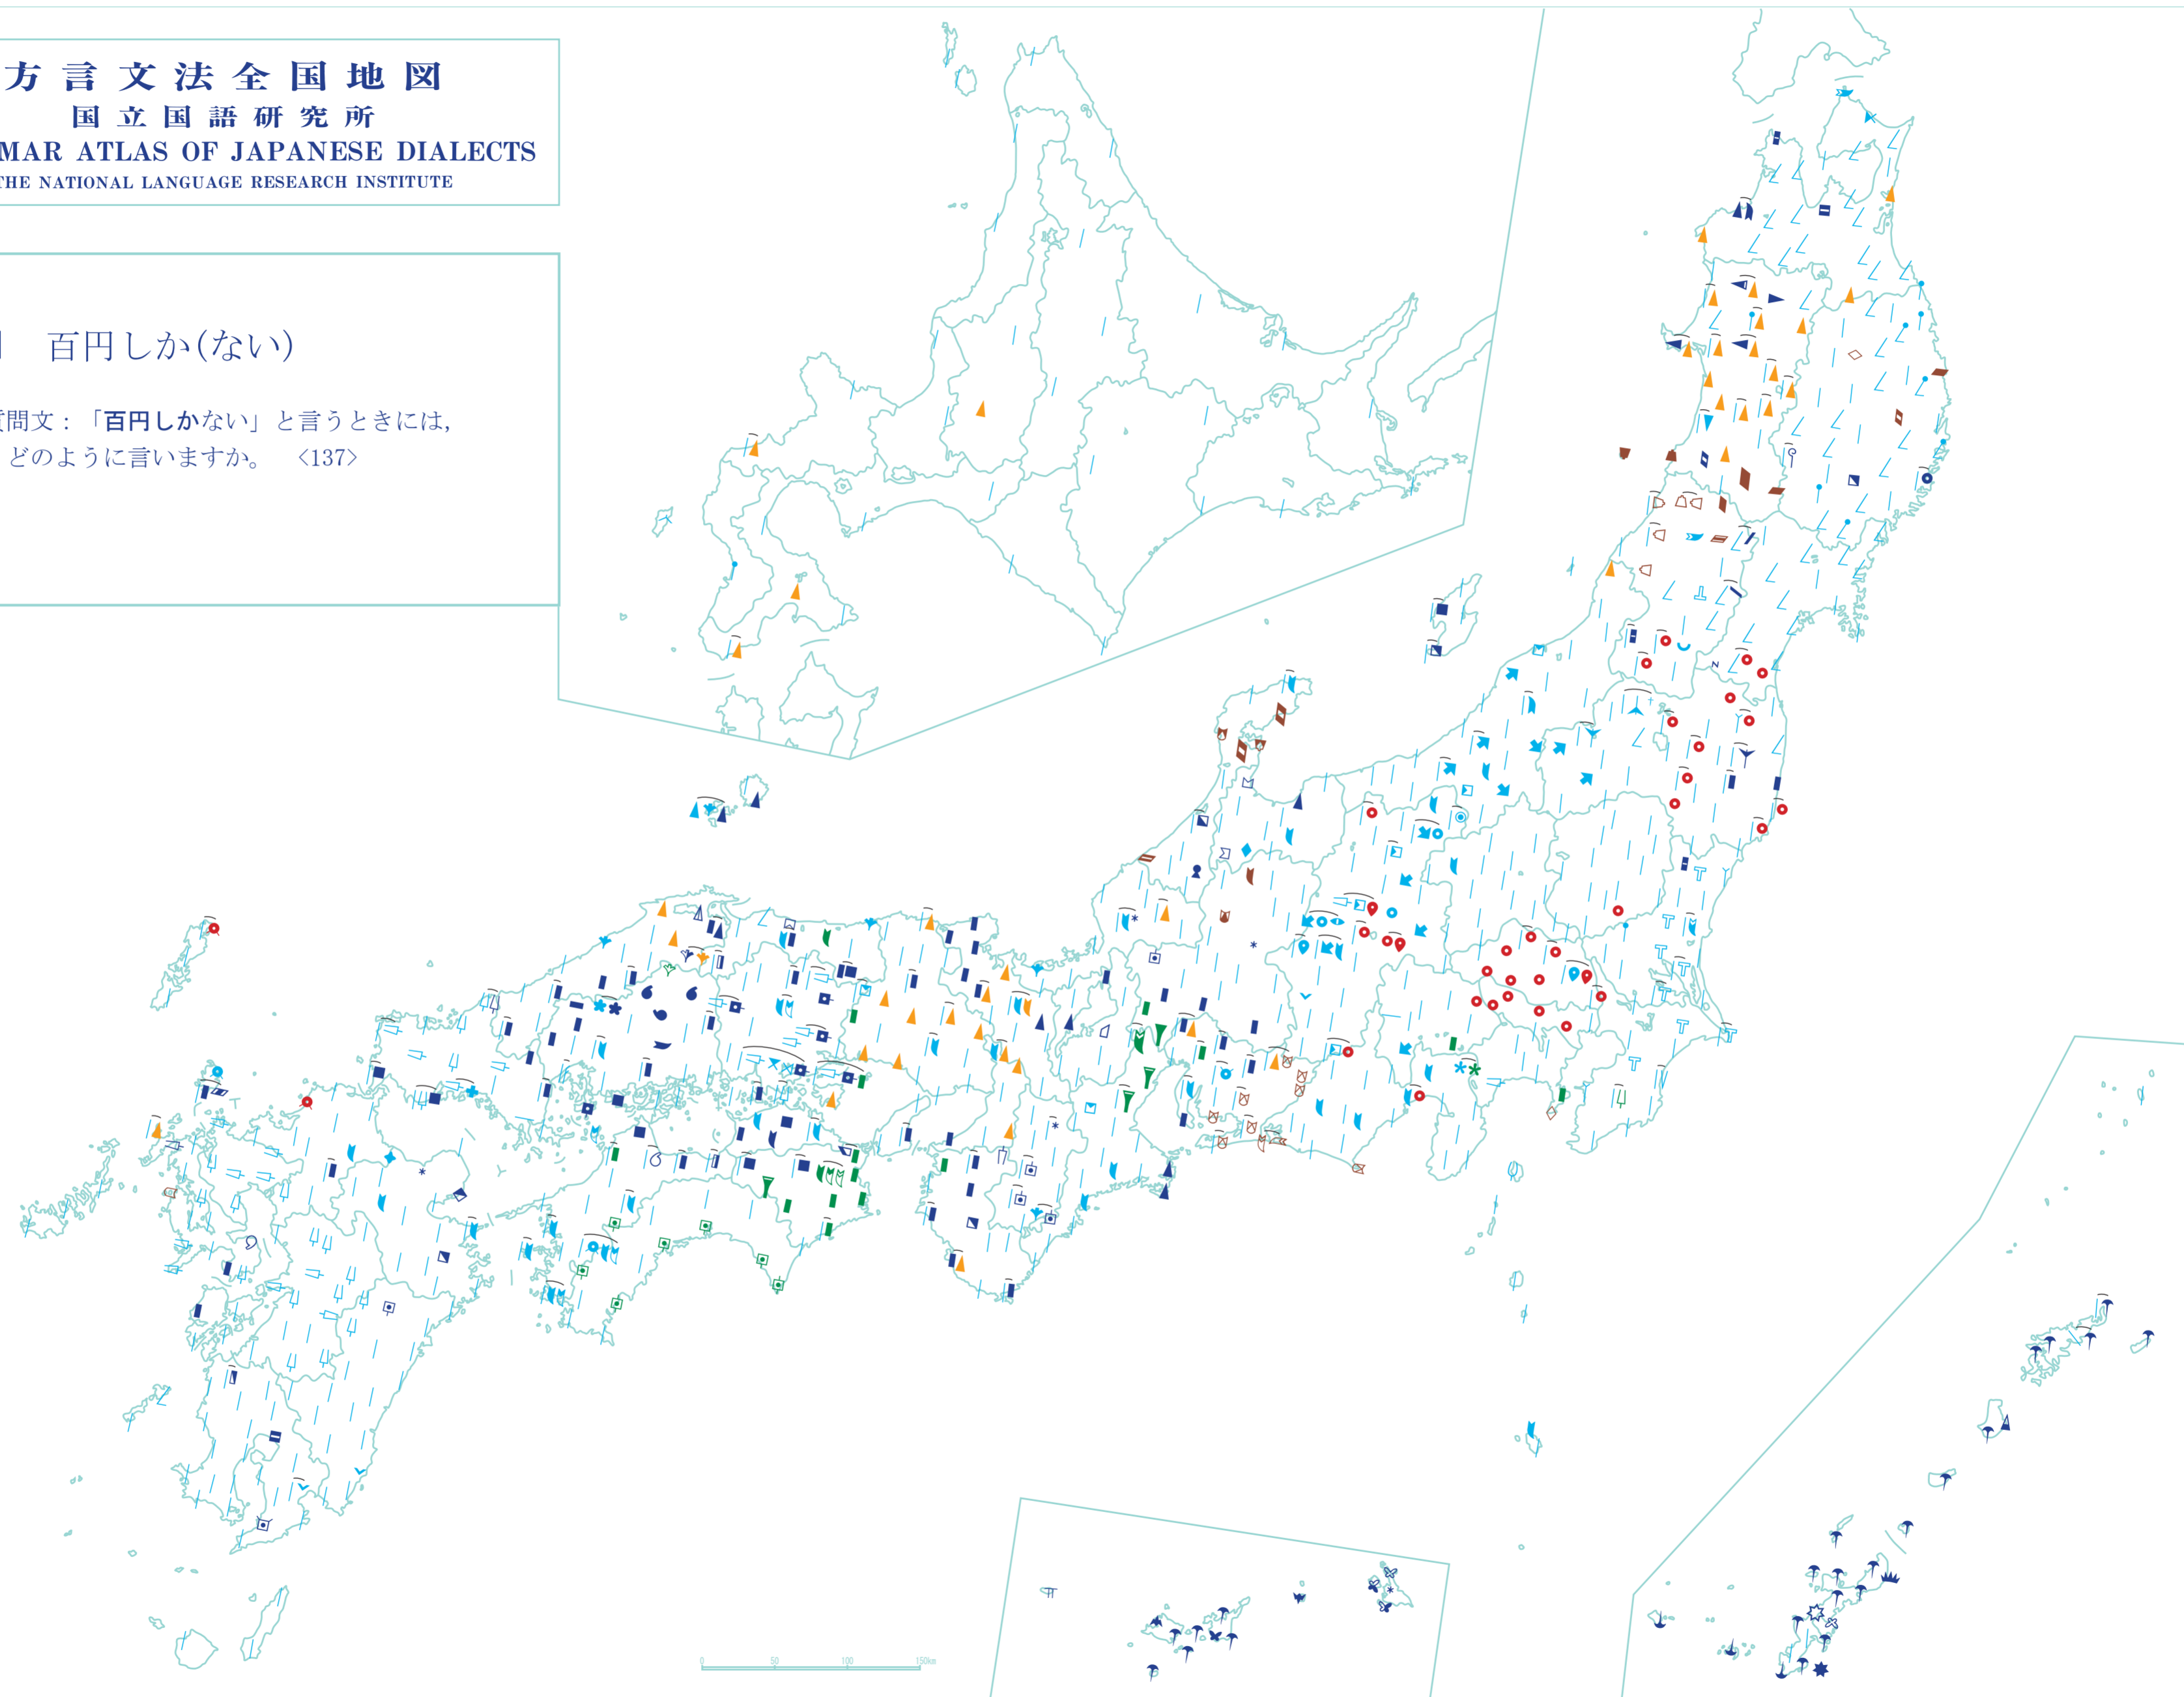 方言文法全国地図
国立国語研究所
MAR ATLAS OF JAPANESE DIALECTS
THE NATIONAL LANGUAGE RESEARCH INSTITUTE
百円しか(ない)
質問文:「百円しかない」と言うときには,
どのように言いますか。 〈137〉
0 50 100 150km